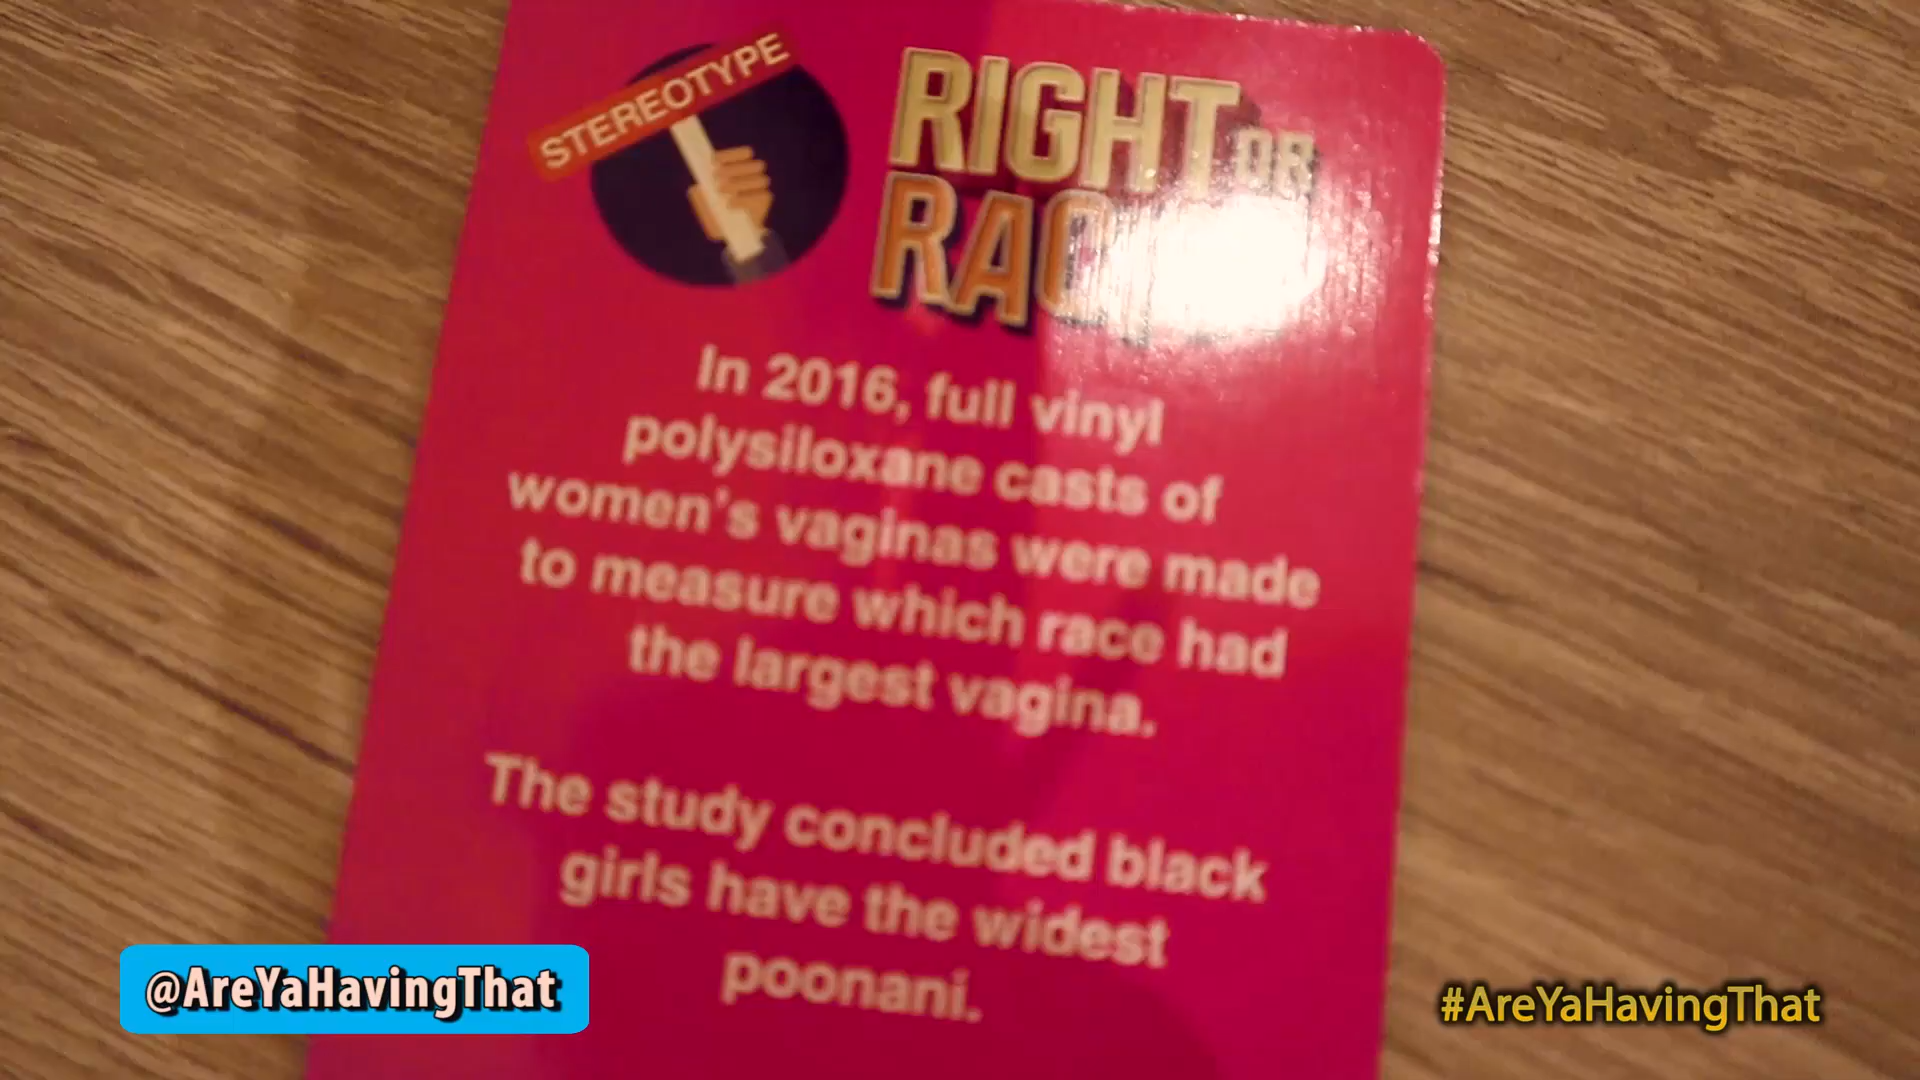 STEREOTYPE
RIGHT OR
In 2016, full vinyl
polysiloxane casts of
women's vaginas were made
to measure which race had
the largest vagina.
The study concluded black
girls have the widest
poonani.
@AreYaHavingThat
#AreYaHavingThat